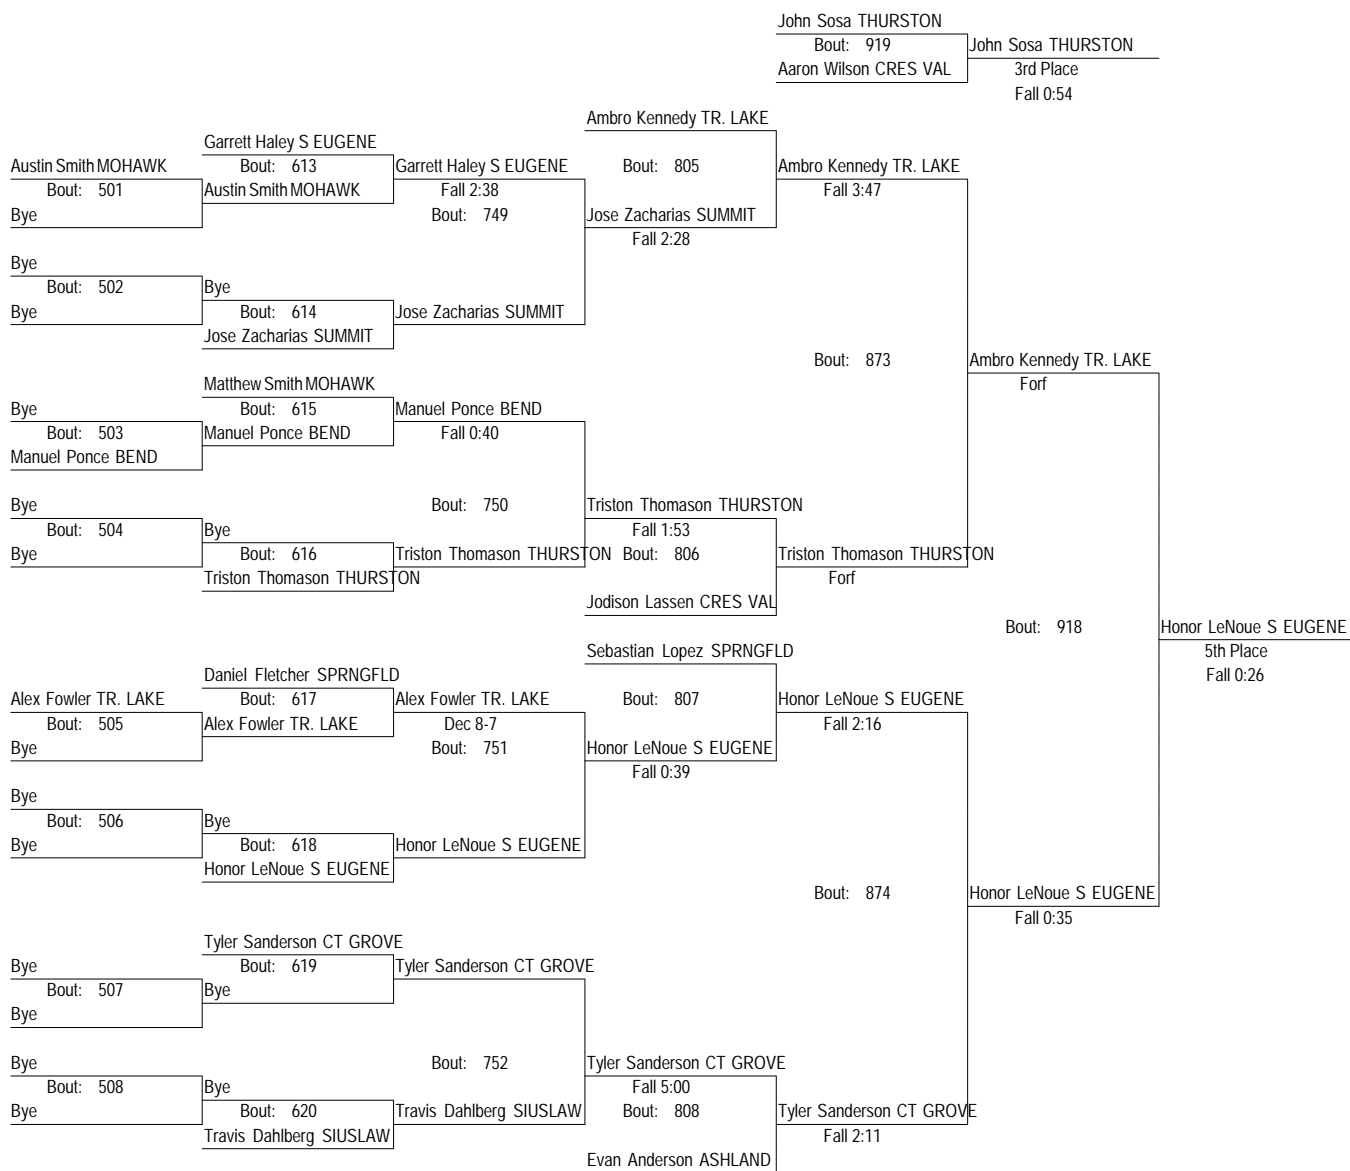 John Sosa THURSTON
Bout: 919 John Sosa THURSTON
Aaron Wilson CRES VAL 3rd Place
Fall 0:54
Ambro Kennedy TR. LAKE
Garrett Haley S EUGENE
Austin Smith MOHAWK Bout: 613 Garrett Haley S EUGENE Bout: 805 Ambro Kennedy TR. LAKE
Bout: 501 Austin Smith MOHAWK Fall 2:38 Fall 3:47
Bye Bout: 749 Jose Zacharias SUMMIT
Fall 2:28
Bye
Bout: 502 Bye
Bye Bout: 614 Jose Zacharias SUMMIT
Jose Zacharias SUMMIT
Bout: 873 Ambro Kennedy TR. LAKE
Matthew Smith MOHAWK Forf
Bye Bout: 615 Manuel Ponce BEND
Bout: 503 Manuel Ponce BEND Fall 0:40
Manuel Ponce BEND
Bye Bout: 750 Triston Thomason THURSTON
Bout: 504 Bye Fall 1:53
Bye Bout: 616 Triston Thomason THURSTON Bout: 806 Triston Thomason THURSTON
Triston Thomason THURSTON Forf
Jodison Lassen CRES VAL
Bout: 918 Honor LeNoue S EUGENE
Sebastian Lopez SPRNGFLD 5th Place
Daniel Fletcher SPRNGFLD Fall 0:26
Alex Fowler TR. LAKE Bout: 617 Alex Fowler TR. LAKE Bout: 807 Honor LeNoue S EUGENE
Bout: 505 Alex Fowler TR. LAKE Dec 8-7 Fall 2:16
Bye Bout: 751 Honor LeNoue S EUGENE
Fall 0:39
Bye
Bout: 506 Bye
Bye Bout: 618 Honor LeNoue S EUGENE
Honor LeNoue S EUGENE
Bout: 874 Honor LeNoue S EUGENE
Fall 0:35
Tyler Sanderson CT GROVE
Bye Bout: 619 Tyler Sanderson CT GROVE
Bout: 507 Bye
Bye
Bye Bout: 752 Tyler Sanderson CT GROVE
Bout: 508 Bye Fall 5:00
Bye Bout: 620 Travis Dahlberg SIUSLAW Bout: 808 Tyler Sanderson CT GROVE
Travis Dahlberg SIUSLAW Fall 2:11
Evan Anderson ASHLAND